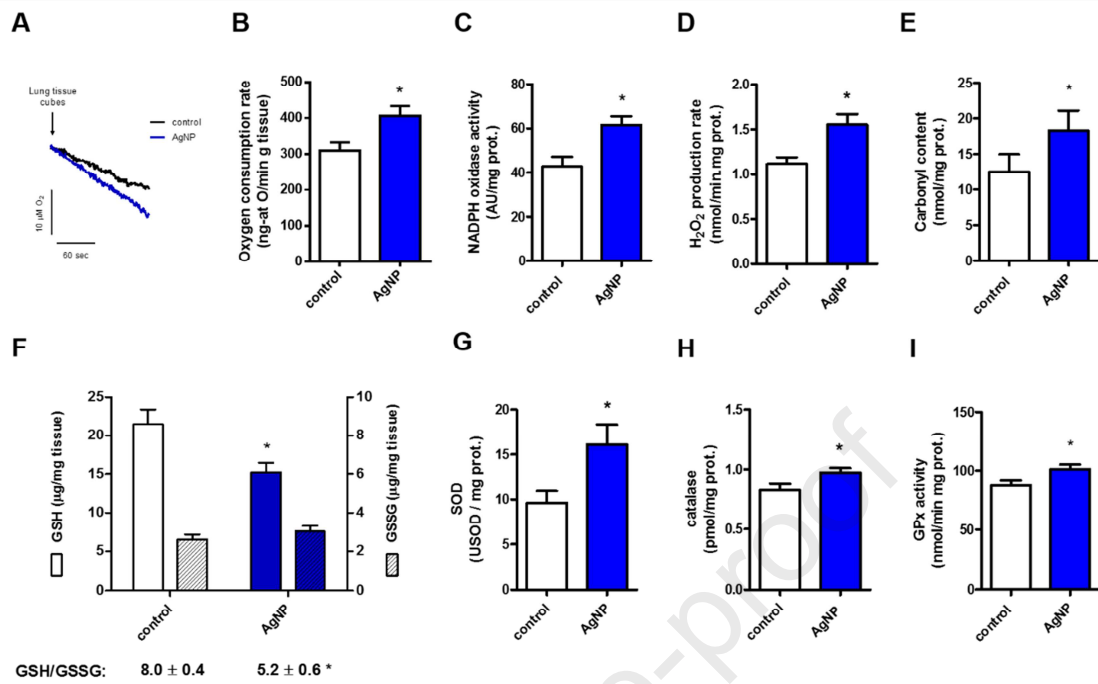 A
Lung tissue
cubes
control
AgNP
10 µM O₂
60 sec
B
Oxygen consumption rate
(ng-at O/min g tissue)
500
400
300
200
100
0
*
control
AgNP
C
NADPH oxidase activity
(AU/mg prot.)
80
60
40
20
0
*
control
AgNP
D
H₂O₂ production rate
(nmol/min.mg prot.)
2.0
1.5
1.0
0.5
0.0
*
control
AgNP
E
Carbonyl content
(nmol/mg prot.)
25
20
15
10
5
0
*
control
AgNP
F
GSH (µg/mg tissue)
25
20
15
10
5
0
*
10
8
6
4
2
0
GSSG (µg/mg tissue)
control
AgNP
GSH/GSSG: 8.0 ± 0.4 5.2 ± 0.6 *
G
SOD
(USOD / mg prot.)
20
15
10
5
0
*
control
AgNP
H
catalase
(pmol/mg prot.)
1.5
1.0
0.5
0.0
*
control
AgNP
I
GPx activity
(nmol/min mg prot.)
150
100
50
0
*
control
AgNP